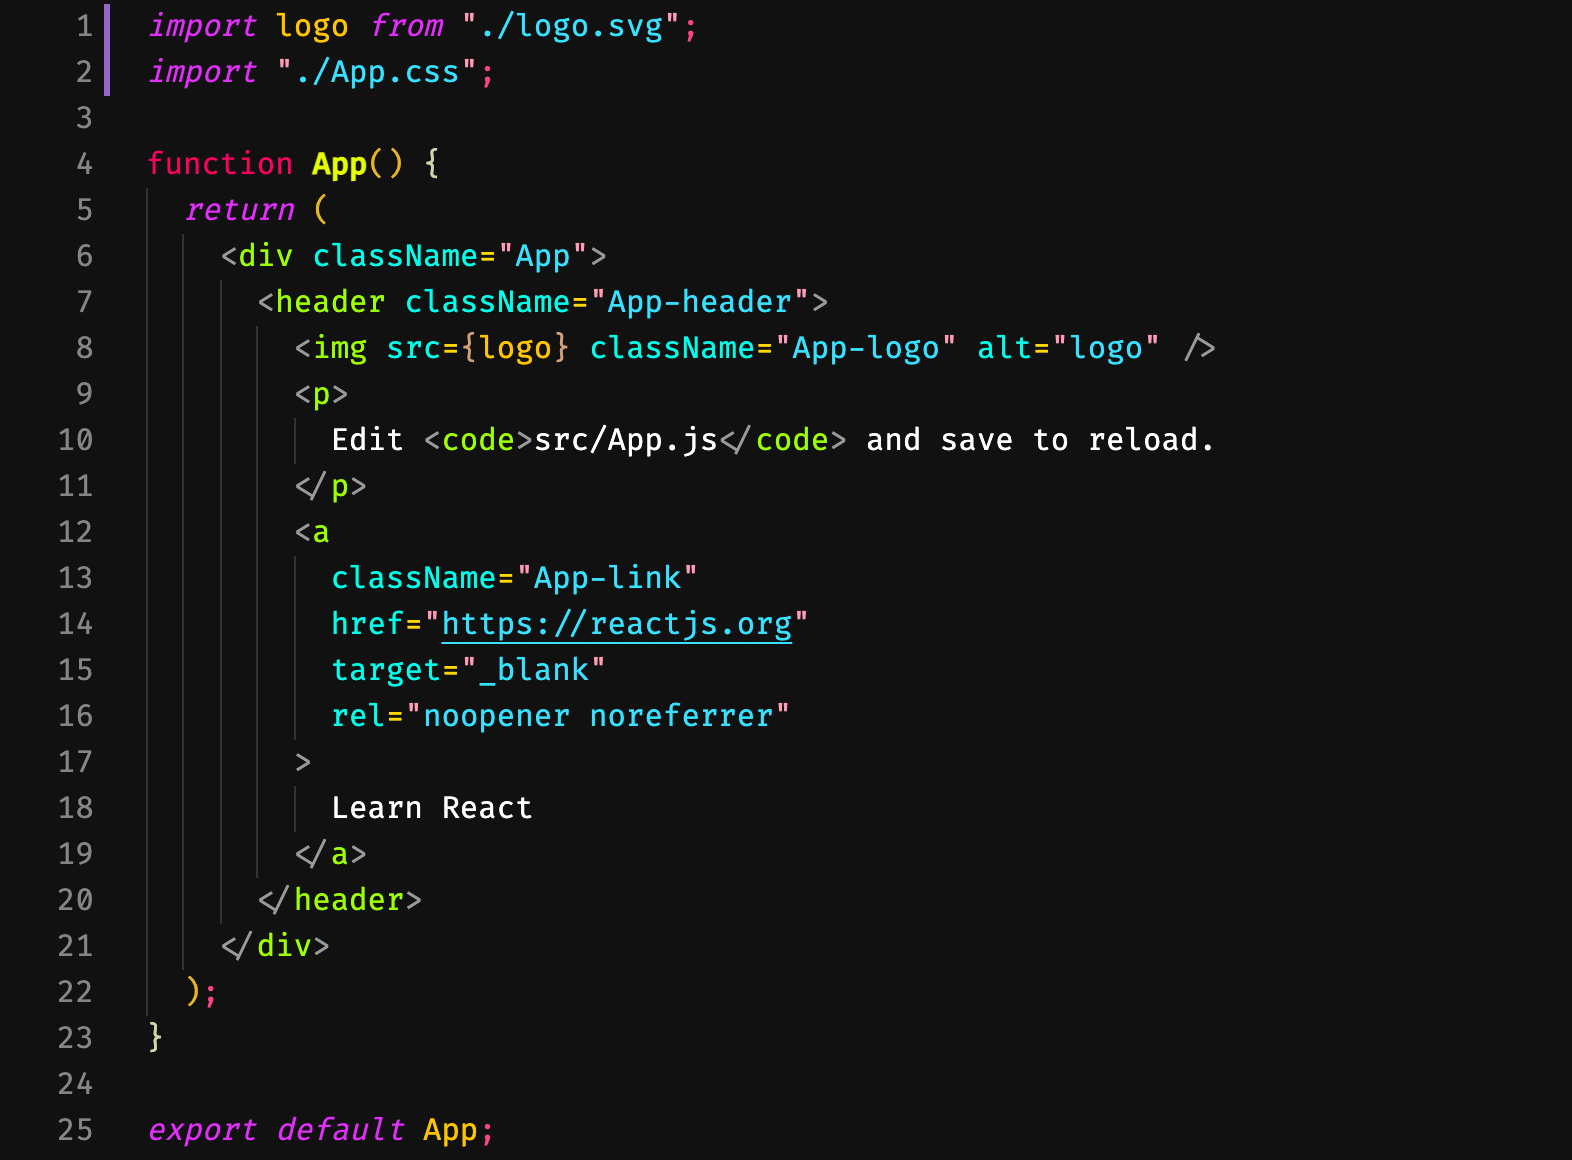 1 import logo from "./logo.svg";
2 import "./App.css";
3
4 function App() {
5   return (
6     <div className="App">
7       <header className="App-header">
8         <img src={logo} className="App-logo" alt="logo" />
9         <p>
10           Edit <code>src/App.js</code> and save to reload.
11         </p>
12         <a
13           className="App-link"
14           href="https://reactjs.org"
15           target="_blank"
16           rel="noopener noreferrer"
17         >
18           Learn React
19         </a>
20       </header>
21     </div>
22   );
23 }
24
25 export default App;